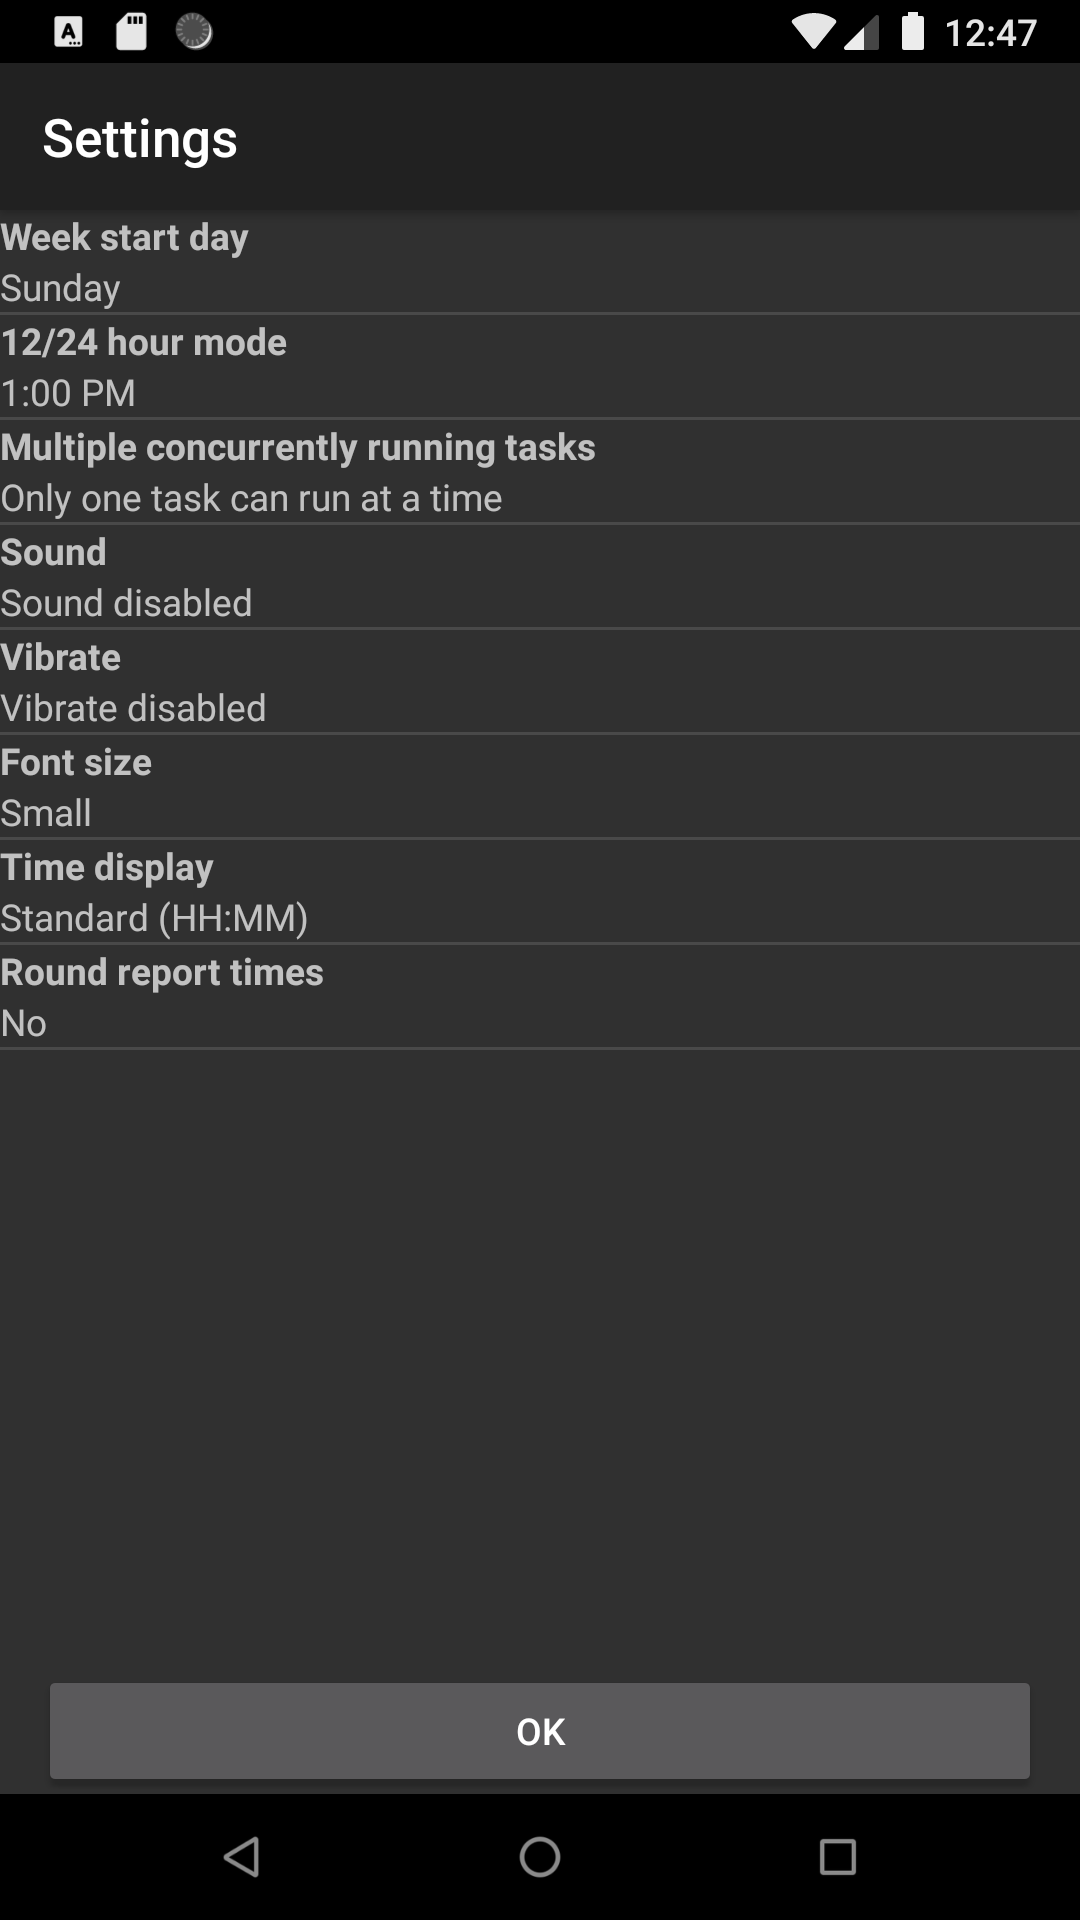 12:47
Settings
Week start day
Sunday
12/24 hour mode
1:00 PM
Multiple concurrently running tasks
Only one task can run at a time
Sound
Sound disabled
Vibrate
Vibrate disabled
Font size
Small
Time display
Standard (HH:MM)
Round report times
No
OK